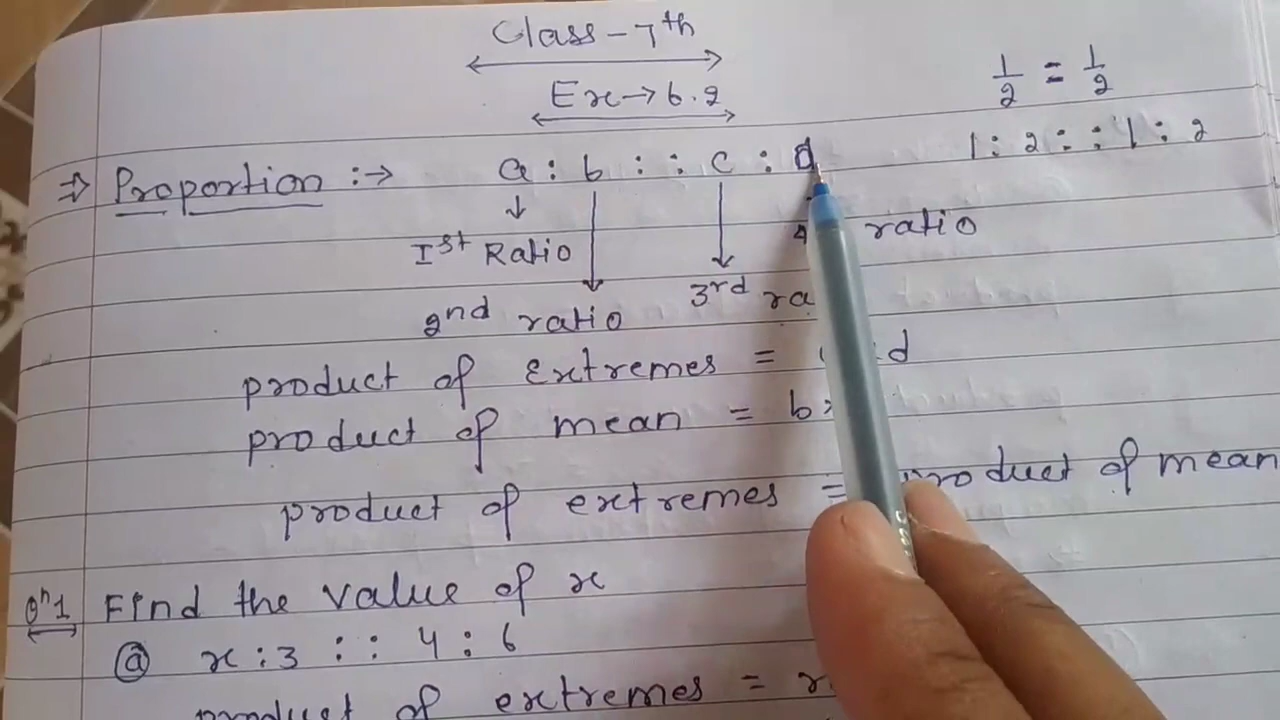 Class-7th
Ex→6.2
1/2 = 1/2
1:2::1:2
⇒ Proportion :→ a : b :: c : d
Ist Ratio
ratio
3rd
2nd ratio
product of extremes = d
product of mean = b×
product of extremes = product of mean
Qn1 Find the value of x
(a) x:3 :: 4:6
product of extremes =